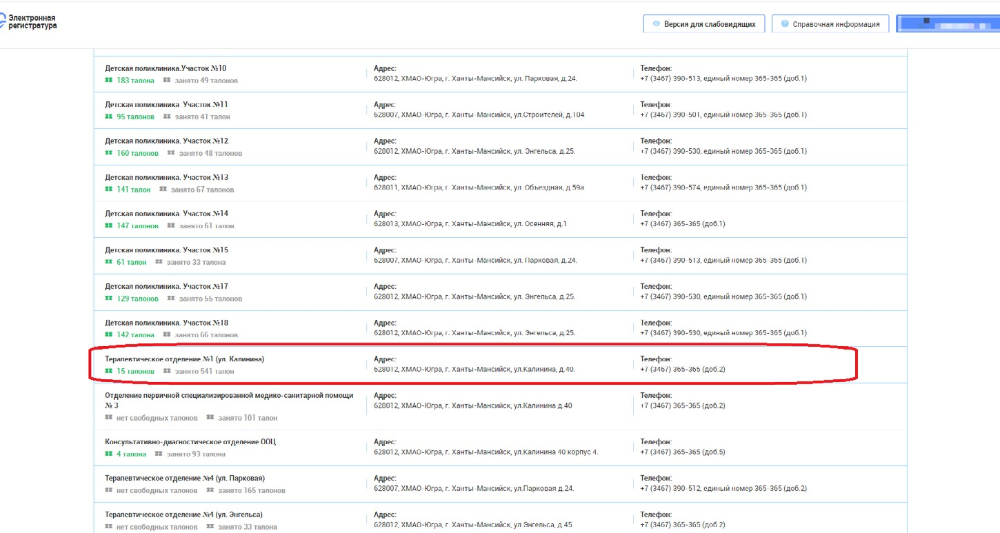 Электронная
регистратура
Версия для слабовидящих
Справочная информация
Детская поликлиника.Участок №10
183 талона занято 49 талонов
Адрес:
628012, ХМАО-Югра, г. Ханты-Мансийск, ул. Парковая, д.24.
Телефон:
+7 (3467) 390-513, единый номер 365-365 (доб.1)
Детская поликлиника. Участок №11
95 талонов занято 41 талон
Адрес:
628007, ХМАО-Югра, г. Ханты-Мансийск, ул.Строителей, д.104
Телефон:
+7 (3467) 390-501, единый номер 365-365 (доб.1)
Детская поликлиника. Участок №12
160 талонов занято 48 талонов
Адрес:
628012, ХМАО-Югра, г. Ханты-Мансийск, ул. Энгельса, д.25.
Телефон:
+7 (3467) 390-530, единый номер 365-365 (доб.1)
Детская поликлиника. Участок №13
141 талон занято 67 талонов
Адрес:
628011, ХМАО-Югра, г. Ханты-Мансийск, ул. Объездная, д 59а
Телефон:
+7 (3467) 390-574, единый номер 365-365 (доб.1)
Детская поликлиника. Участок №14
147 талонов занято 61 талон
Адрес:
628013, ХМАО-Югра, г. Ханты-Мансийск, ул. Осенняя, д.1
Телефон:
+7 (3467) 365-365 (доб.1)
Детская поликлиника. Участок №15
61 талон занято 33 талона
Адрес:
628007, ХМАО-Югра, г. Ханты-Мансийск, ул. Парковая, д.24.
Телефон:
+7 (3467) 390-513, единый номер 365-365 (доб.1)
Детская поликлиника. Участок №17
129 талонов занято 55 талонов
Адрес:
628012, ХМАО-Югра, г. Ханты-Мансийск, ул. Энгельса, д.25.
Телефон:
+7 (3467) 390-530, единый номер 365-365 (доб.1)
Детская поликлиника. Участок №18
142 талона занято 66 талонов
Адрес:
628012, ХМАО-Югра, г. Ханты-Мансийск, ул. Энгельса, д.25.
Телефон:
+7 (3467) 390-530, единый номер 365-365 (доб.1)
Терапевтическое отделение №1 (ул. Калинина)
15 талонов занято 541 талон
Адрес:
628012, ХМАО-Югра, г. Ханты-Мансийск, ул.Калинина, д.40.
Телефон:
+7 (3467) 365-365 (доб.2)
Отделение первичной специализированной медико-санитарной помощи
№ 3
нет свободных талонов занято 101 талон
Адрес:
628012, ХМАО-Югра, г. Ханты-Мансийск, ул.Калинина д.40
Телефон:
+7 (3467) 365-365 (доб.2)
Консультативно-диагностическое отделение ООЦ
4 талона занято 93 талона
Адрес:
628012, ХМАО-Югра, г. Ханты-Мансийск, ул.Калинина 40 корпус 4.
Телефон:
+7 (3467) 365-365 (доб.5)
Терапевтическое отделение №4 (ул. Парковая)
нет свободных талонов занято 165 талонов
Адрес:
628007, ХМАО-Югра, г. Ханты-Мансийск, ул.Парковая д.24.
Телефон:
+7 (3467) 390-512, единый номер 365-365 (доб.2)
Терапевтическое отделение №4 (ул. Энгельса)
нет свободных талонов занято 33 талона
Адрес:
628012, ХМАО-Югра, г. Ханты-Мансийск, ул Энгельса, д 45
Телефон:
+7 (3467) 365-365 (доб 2)